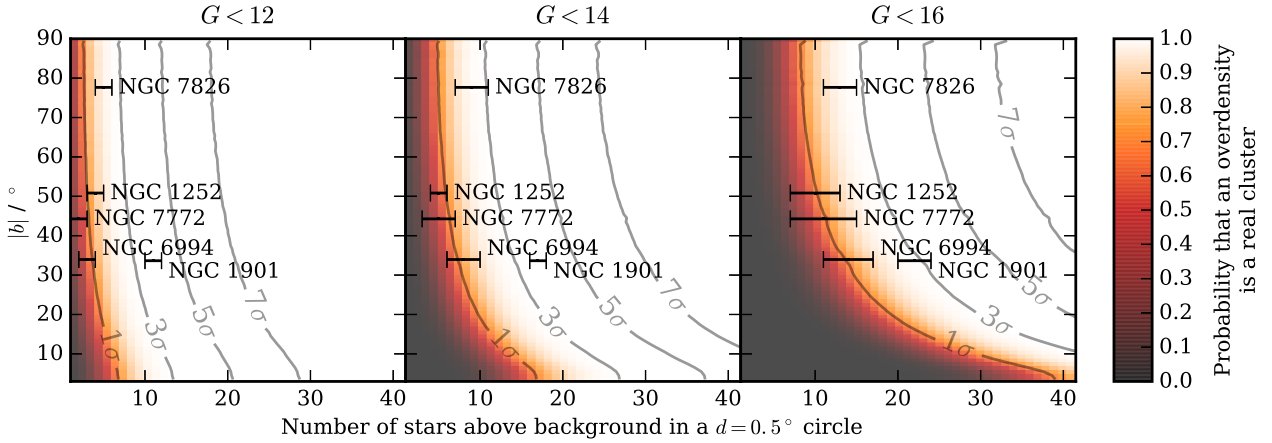 G < 12
G < 14
G < 16
90
80
70
60
50
40
30
20
10
|b| / °
NGC 7826
NGC 1252
NGC 7772
NGC 6994
NGC 1901
1σ
3σ
5σ
7σ
10
20
30
40
NGC 7826
NGC 1252
NGC 7772
NGC 6994
NGC 1901
1σ
3σ
5σ
7σ
10
20
30
40
NGC 7826
NGC 1252
NGC 7772
NGC 6994
NGC 1901
1σ
3σ
5σ
7σ
10
20
30
40
Number of stars above background in a d = 0.5° circle
1.0
0.9
0.8
0.7
0.6
0.5
0.4
0.3
0.2
0.1
0.0
Probability that an overdensity
is a real cluster